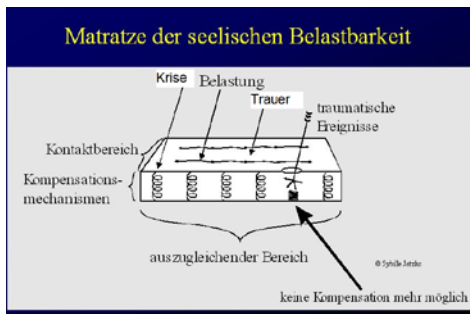 Matratze der seelischen Belastbarkeit
Krise
Belastung
Trauer
traumatische
Ereignisse
Kontaktbereich
Kompensations-
mechanismen
auszugleichender Bereich
© Sybille Jatzko
keine Kompensation mehr möglich